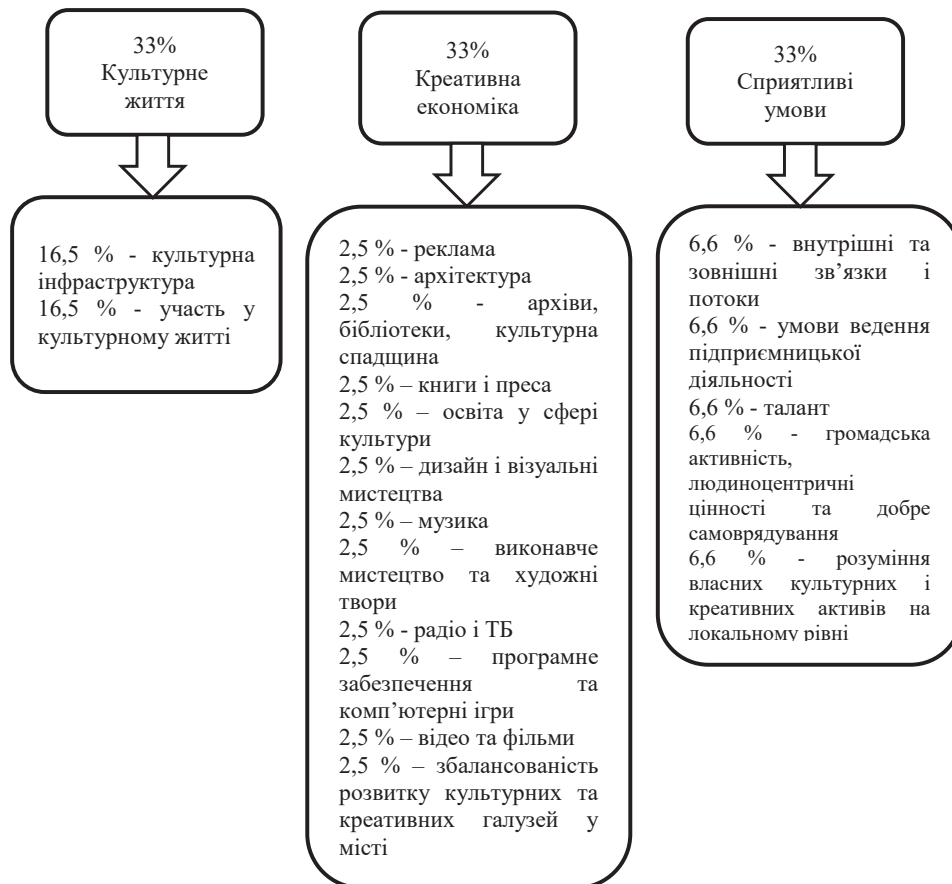 33%
Культурне
життя
33%
Креативна
економіка
33%
Сприятливі
умови
16,5 % - культурна
інфраструктура
16,5 % - участь у
культурному житті
2,5 % - реклама
2,5 % - архітектура
2,5 % - архіви,
бібліотеки, культурна
спадщина
2,5 % – книги і преса
2,5 % – освіта у сфері
культури
2,5 % – дизайн і візуальні
мистецтва
2,5 % – музика
2,5 % – виконавче
мистецтво та художні
твори
2,5 % - радіо і ТБ
2,5 % – програмне
забезпечення та
комп’ютерні ігри
2,5 % – відео та фільми
2,5 % – збалансованість
розвитку культурних та
креативних галузей у
місті
6,6 % - внутрішні та
зовнішні зв’язки і
потоки
6,6 % - умови ведення
підприємницької
діяльності
6,6 % - талант
6,6 % - громадська
активність,
людиноцентричні
цінності та добре
самоврядування
6,6 % - розуміння
власних культурних і
креативних активів на
локальному рівні